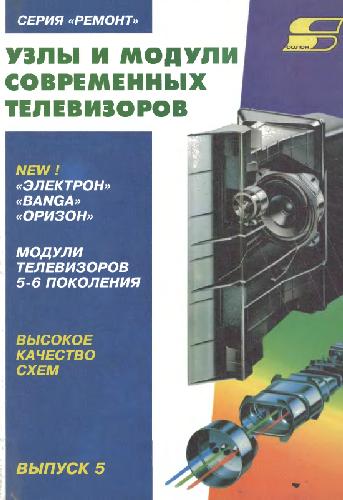 СЕРИЯ «РЕМОНТ»
СОЛОН
УЗЛЫ И МОДУЛИ
СОВРЕМЕННЫХ
ТЕЛЕВИЗОРОВ
NEW !
«ЭЛЕКТРОН»
«BANGA»
«ОРИЗОН»
МОДУЛИ
ТЕЛЕВИЗОРОВ
5-6 ПОКОЛЕНИЯ
ВЫСОКОЕ
КАЧЕСТВО
СХЕМ
ВЫПУСК 5